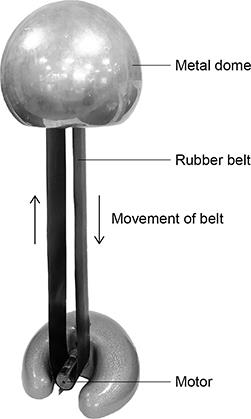 Metal dome
Rubber belt
Movement of belt
Motor